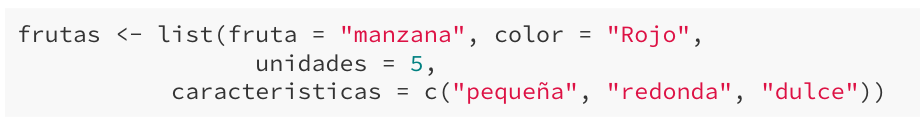 frutas <- list(fruta = "manzana", color = "Rojo",
unidades = 5,
caracteristicas = c("pequeña", "redonda", "dulce"))